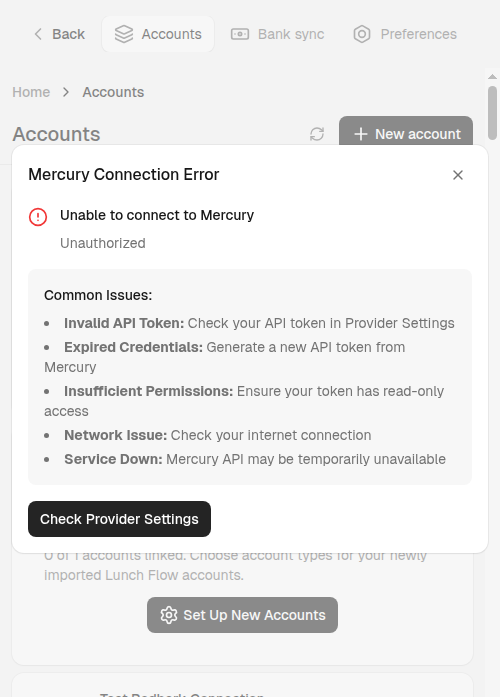 Back
Accounts
Bank sync
Preferences
Home
Accounts
Accounts
New account
Mercury Connection Error
Unable to connect to Mercury
Unauthorized
Common Issues:
• Invalid API Token: Check your API token in Provider Settings
• Expired Credentials: Generate a new API token from
Mercury
• Insufficient Permissions: Ensure your token has read-only
access
• Network Issue: Check your internet connection
• Service Down: Mercury API may be temporarily unavailable
Check Provider Settings
0 of 1 accounts linked. Choose account types for your newly
imported Lunch Flow accounts.
Set Up New Accounts